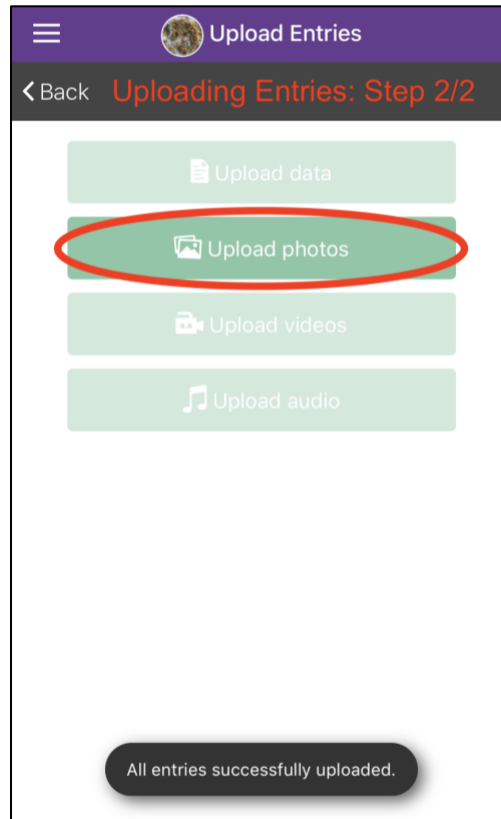 Upload Entries
Back Uploading Entries: Step 2/2
Upload data
Upload photos
Upload videos
Upload audio
All entries successfully uploaded.